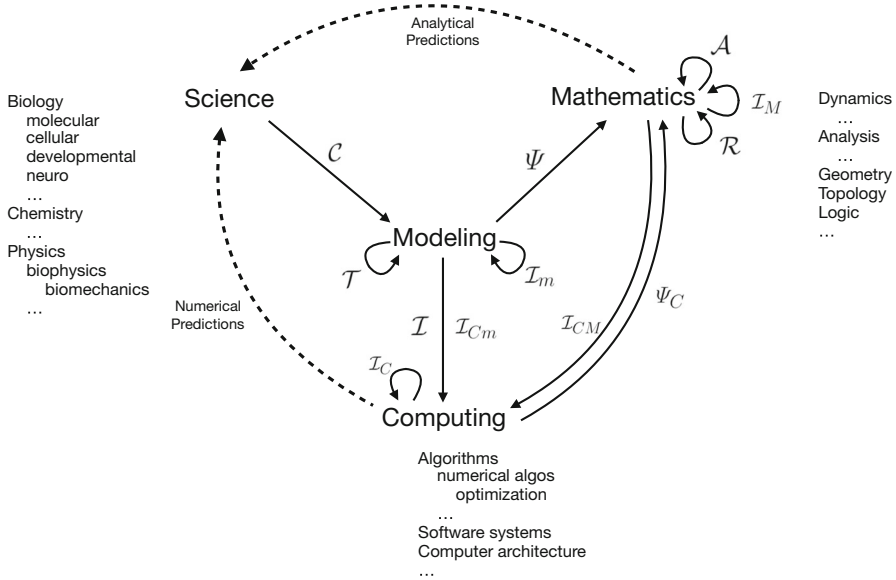 Analytical
Predictions
Science
Mathematics
𝒜
ℐ_M
ℛ
Biology
molecular
cellular
developmental
neuro
...
Chemistry
...
Physics
biophysics
biomechanics
...
Dynamics
...
Analysis
...
Geometry
Topology
Logic
...
𝒞
Ψ
Modeling
𝒯
ℐ_m
Numerical
Predictions
ℐ
ℐ_Cm
ℐ_CM
Ψ_C
ℐ_C
Computing
Algorithms
numerical algos
optimization
...
Software systems
Computer architecture
...